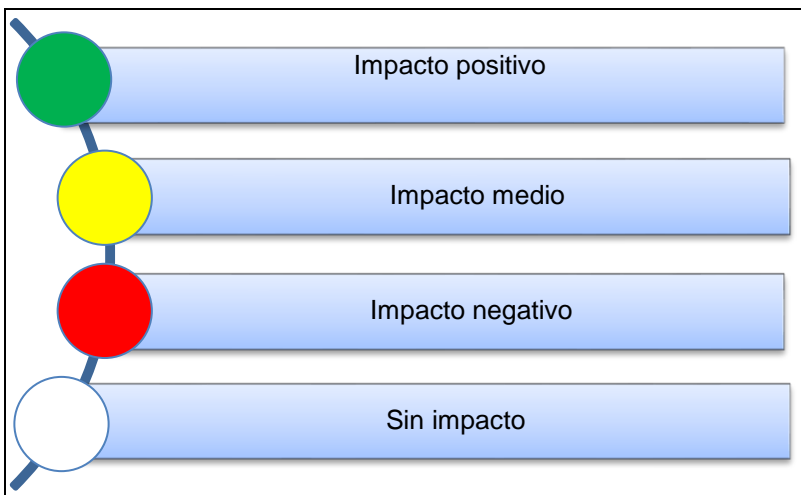 Impacto positivo
Impacto medio
Impacto negativo
Sin impacto